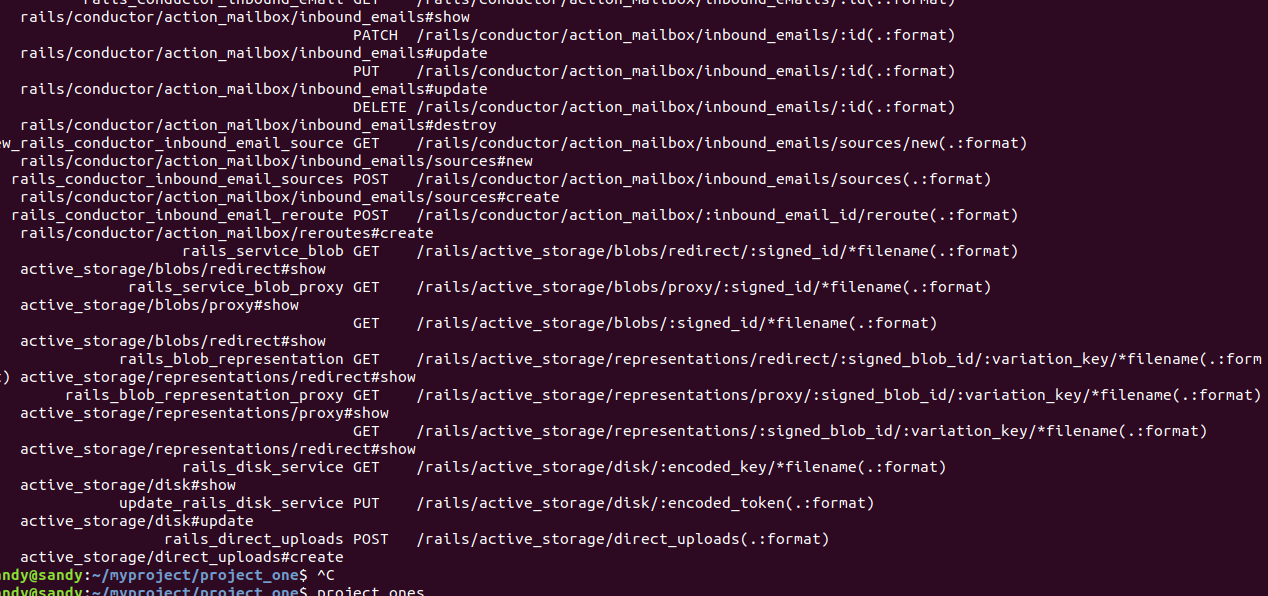 rails_conductor_inbound_email GET /rails/conductor/action_mailbox/inbound_emails/:id(.:format)
rails/conductor/action_mailbox/inbound_emails#show
PATCH /rails/conductor/action_mailbox/inbound_emails/:id(.:format)
rails/conductor/action_mailbox/inbound_emails#update
PUT /rails/conductor/action_mailbox/inbound_emails/:id(.:format)
rails/conductor/action_mailbox/inbound_emails#update
DELETE /rails/conductor/action_mailbox/inbound_emails/:id(.:format)
rails/conductor/action_mailbox/inbound_emails#destroy
ew_rails_conductor_inbound_email_source GET /rails/conductor/action_mailbox/inbound_emails/sources/new(.:format)
rails/conductor/action_mailbox/inbound_emails/sources#new
rails_conductor_inbound_email_sources POST /rails/conductor/action_mailbox/inbound_emails/sources(.:format)
rails/conductor/action_mailbox/inbound_emails/sources#create
rails_conductor_inbound_email_reroute POST /rails/conductor/action_mailbox/:inbound_email_id/reroute(.:format)
rails/conductor/action_mailbox/reroutes#create
rails_service_blob GET /rails/active_storage/blobs/redirect/:signed_id/*filename(.:format)
active_storage/blobs/redirect#show
rails_service_blob_proxy GET /rails/active_storage/blobs/proxy/:signed_id/*filename(.:format)
active_storage/blobs/proxy#show
GET /rails/active_storage/blobs/:signed_id/*filename(.:format)
active_storage/blobs/redirect#show
rails_blob_representation GET /rails/active_storage/representations/redirect/:signed_blob_id/:variation_key/*filename(.:form
) active_storage/representations/redirect#show
rails_blob_representation_proxy GET /rails/active_storage/representations/proxy/:signed_blob_id/:variation_key/*filename(.:format)
active_storage/representations/proxy#show
GET /rails/active_storage/representations/:signed_blob_id/:variation_key/*filename(.:format)
active_storage/representations/redirect#show
rails_disk_service GET /rails/active_storage/disk/:encoded_key/*filename(.:format)
active_storage/disk#show
update_rails_disk_service PUT /rails/active_storage/disk/:encoded_token(.:format)
active_storage/disk#update
rails_direct_uploads POST /rails/active_storage/direct_uploads(.:format)
active_storage/direct_uploads#create
andy@sandy:~/myproject/project_one$ ^C
andy@sandy:~/myproject/project_one$ project_ones